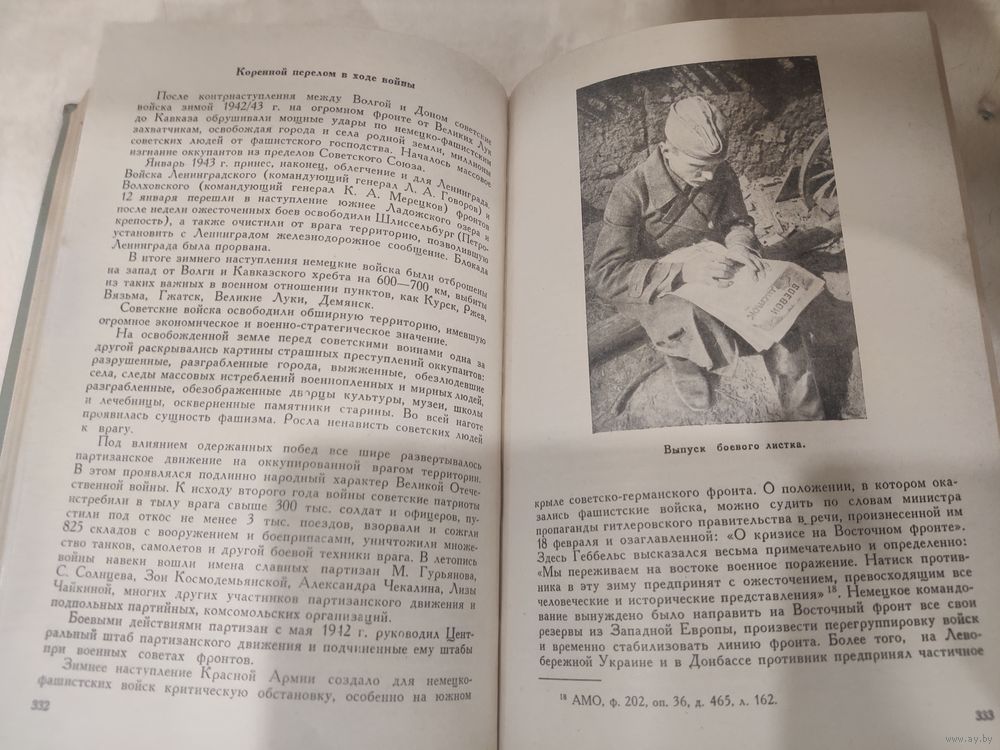 Коренной перелом в ходе войны
После контрнаступления между Волгой и Доном советские
войска зимой 1942/43 г. на огромном фронте от Великих Лук
до Кавказа обрушивали мощные удары по немецко-фашистским
захватчикам, освобождая города и села родной земли, миллионы
советских людей от фашистского господства. Началось массовое
изгнание оккупантов из пределов Советского Союза.
Январь 1943 г. принес, наконец, облегчение и для Ленинграда.
Войска Ленинградского (командующий генерал Л. А. Говоров) и
Волховского (командующий генерал К. А. Мерецков) фронтов
12 января перешли в наступление южнее Ладожского озера и
после недели ожесточенных боев освободили Шлиссельбург (Петро-
крепость), а также очистили от врага территорию, позволившую
установить с Ленинградом железнодорожное сообщение. Блокада
Ленинграда была прорвана.
В итоге зимнего наступления немецкие войска были отброшены
на запад от Волги и Кавказского хребта на 600—700 км, выбиты
из таких важных в военном отношении пунктов, как Курск, Ржев,
Вязьма, Гжатск, Великие Луки, Демянск.
Советские войска освободили обширную территорию, имевшую
огромное экономическое и военно-стратегическое значение.
На освобожденной земле перед советскими воинами одна за
другой раскрывались картины страшных преступлений оккупантов:
разрушенные, разграбленные города, выжженные, обезлюдевшие
села, следы массовых истреблений военнопленных и мирных людей,
разграбленные, обезображенные дворцы культуры, музеи, школы
и лечебницы, оскверненные памятники старины. Во всей наготе
проявилась сущность фашизма. Росла ненависть советских людей
к врагу.
Под влиянием одержанных побед все шире развертывалось
партизанское движение на оккупированной врагом территории.
В этом проявлялся подлинно народный характер Великой Отече-
ственной войны. К исходу второго года войны советские патриоты
истребили в тылу врага свыше 300 тыс. солдат и офицеров, пу-
стили под откос не менее 3 тыс. поездов, взорвали и сожгли
825 складов с вооружением и боеприпасами, уничтожили множе-
ство танков, самолетов и другой боевой техники врага. В летопись
войны навеки вошли имена славных партизан М. Гурьянова,
С. Солнцева, Зои Космодемьянской, Александра Чекалина, Лизы
Чайкиной, многих других участников партизанского движения и
подпольных партийных, комсомольских организаций.
Боевыми действиями партизан с мая 1942 г. руководил Цент-
ральный штаб партизанского движения и подчиненные ему штабы
при военных советах фронтов.
Зимнее наступление Красной Армии создало для немецко-
фашистских войск критическую обстановку, особенно на южном
332
БОЕВОЙ
ЛИСТОК
Выпуск боевого листка.
крыле советско-германского фронта. О положении, в котором ока-
зались фашистские войска, можно судить по словам министра
пропаганды гитлеровского правительства в речи, произнесенной им
18 февраля и озаглавленной: «О кризисе на Восточном фронте».
Здесь Геббельс высказался весьма примечательно и определенно:
«Мы переживаем на востоке военное поражение. Натиск против-
ника в эту зиму предпринят с ожесточением, превосходящим все
человеческие и исторические представления» 18. Немецкое командо-
вание вынуждено было направить на Восточный фронт все свои
резервы из Западной Европы, произвести перегруппировку войск
и временно стабилизовать линию фронта. Более того, на Лево-
бережной Украине и в Донбассе противник предпринял частичное
18 АМО, ф. 202, оп. 36, д. 465, л. 162.
333
www.ay.by